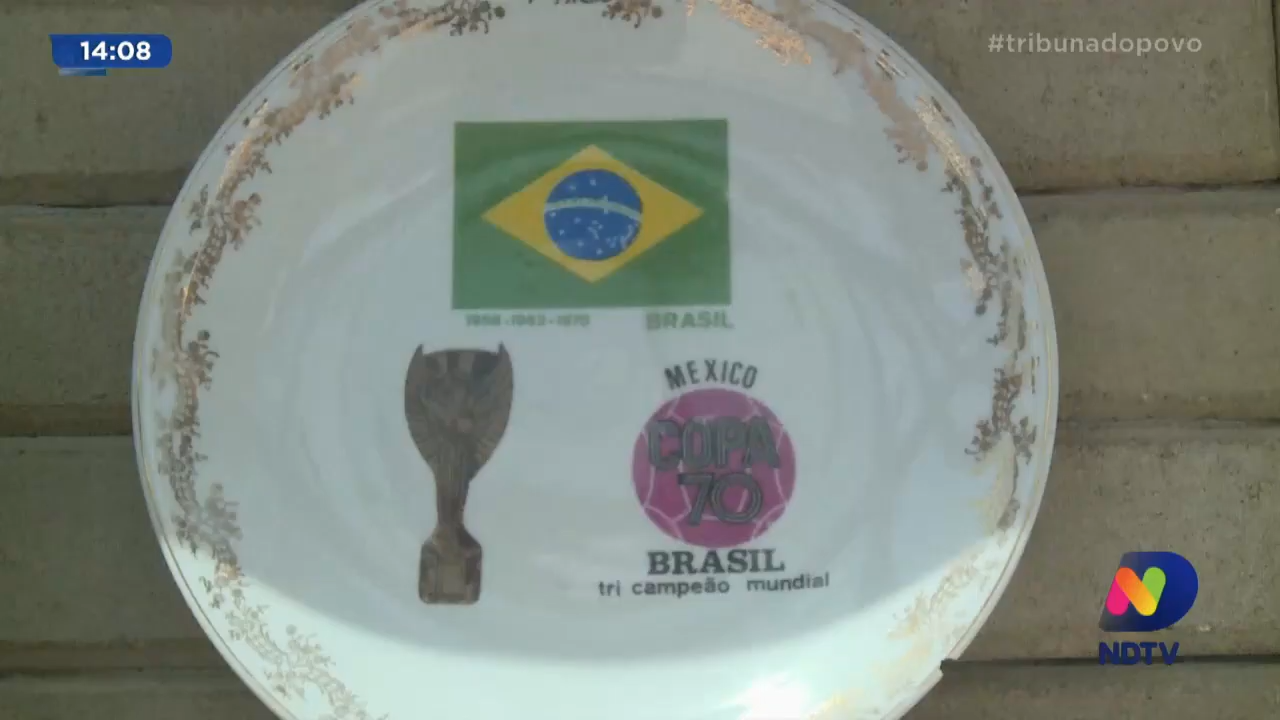 14:08
#tribunadopovo
1958-1962-1970
BRASIL
MEXICO
COPA
70
BRASIL
tri campeão mundial
NDTV